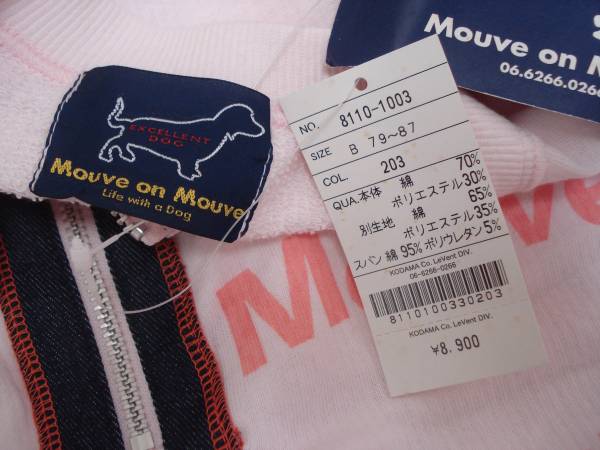 EXCELLENT
DOG
Mouve on Mouve
Life with a Dog
Mouve on Mo
06.6266.0266
NO. 8110-1003
SIZE B 79~87
COL. 203
QUA.本体 綿 70%
ポリエステル30%
別生地 綿 65%
ポリエステル35%
スパン 綿 95% ポリウレタン 5%
KODAMA Co. LeVent DIV.
06-6266-0266
8110100330203
KODAMA Co. LeVent DIV.
¥8,900